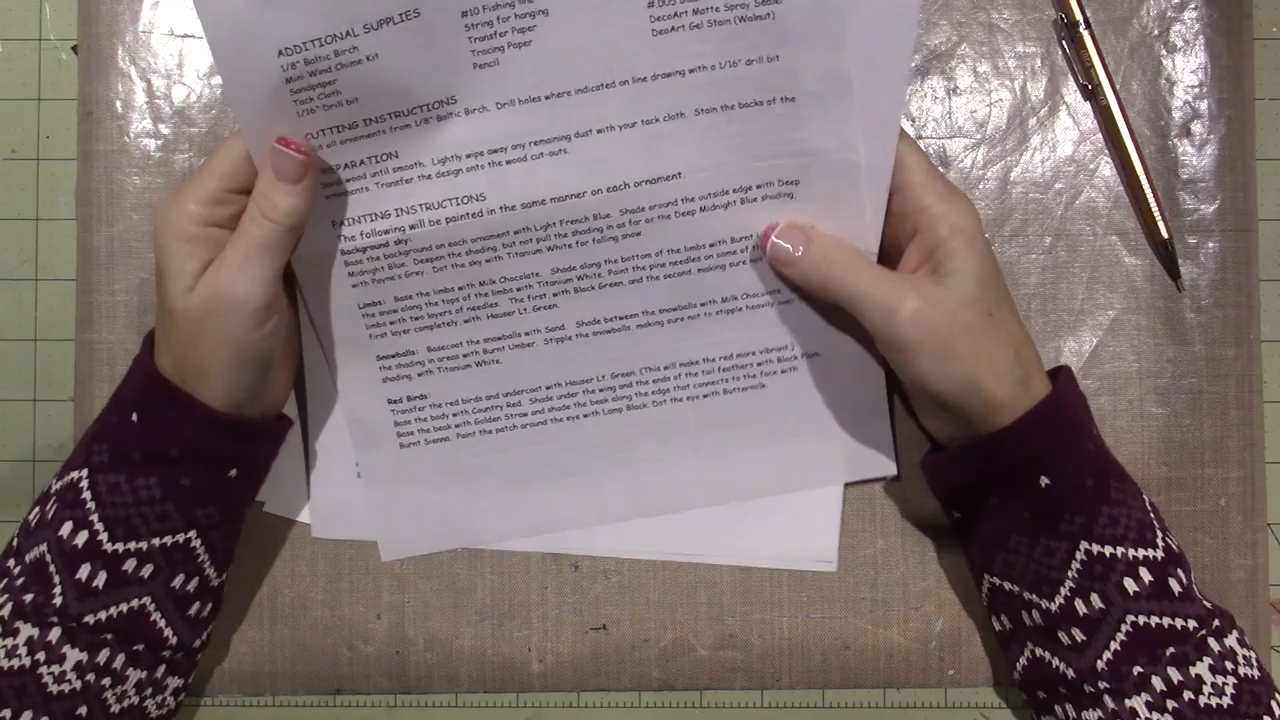 ADDITIONAL SUPPLIES
1/8" Baltic Birch
Mini Wind Chime Kit
Sandpaper
Tack Cloth
1/16" Drill bit
#10 Fishing line
String for hanging
Transfer Paper
Tracing Paper
Pencil
DecoArt Matte Spray Sealer
DeoArt Gel Stain (Walnut)
CUTTING INSTRUCTIONS
all ornaments from 1/8" Baltic Birch. Drill holes where indicated on line drawing with a 1/16" drill bit
wood until smooth. Lightly wipe away any remaining dust with your tack cloth. Stain the backs of the
Transfer the design onto the wood cut-outs.
PAINTING INSTRUCTIONS
The following will be painted in the same manner on each ornament.
Background sky:
Base the background on each ornament with Light French Blue. Shade around the outside edge with Deep
Midnight Blue. Deepen the shading, but not pull the shading in as far as the Deep Midnight Blue shading,
with Payne's Grey. Dot the sky with Titanium White for falling snow.
Limbs: Base the limbs with Milk Chocolate. Shade along the bottom of the limbs with Burnt
the snow along the tops of the limbs with Titanium White. Paint the pine needles on some of
limbs with two layers of needles. The first, with Black Green, and the second, making sure
first layer completely, with Hauser Lt. Green.
Snowballs: Basecoat the snowballs with Sand. Shade between the snowballs with Milk Chocolate
the shading in areas with Burnt Umber. Stipple the snowballs, making sure not to stipple heavily over
shading, with Titanium White.
Red Birds:
Transfer the red birds and undercoat with Hauser Lt. Green. (This will make the red more vibrant.)
Base the body with Country Red. Shade under the wing and the ends of the tail feathers with Black Plum.
Base the beak with Golden Straw and shade the beak along the edge that connects to the face with
Burnt Sienna. Paint the patch around the eye with Lamp Black. Dot the eye with Buttermilk.